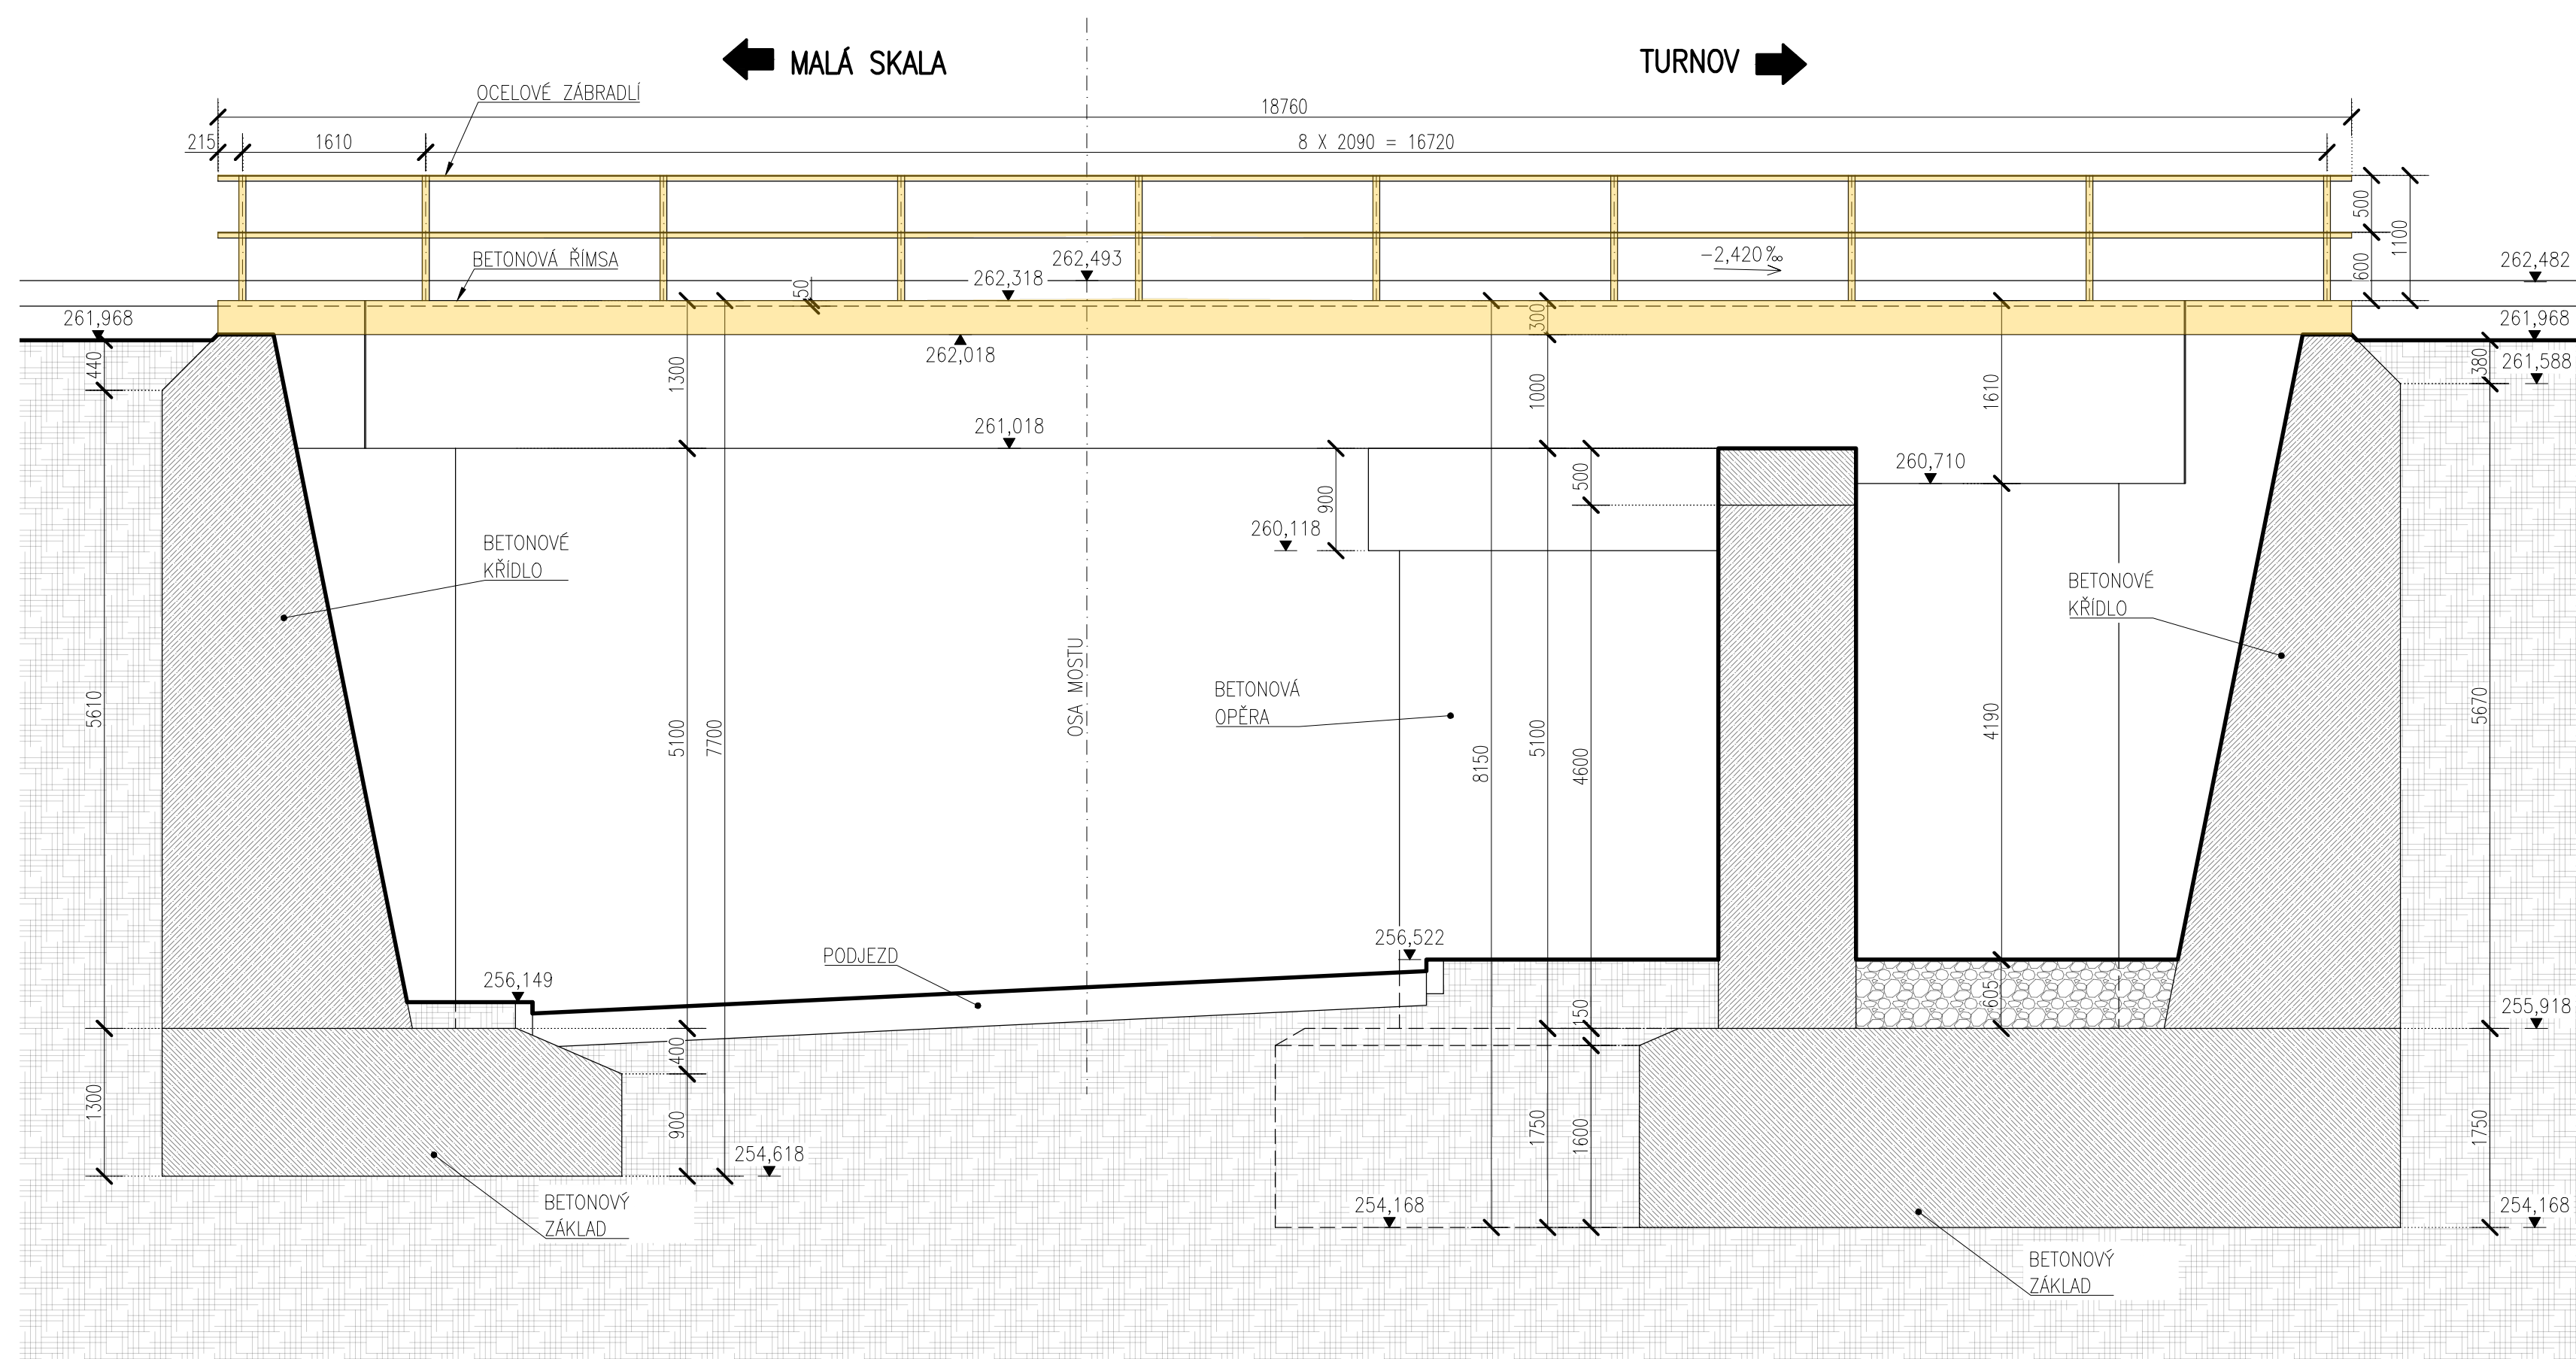 MALÁ SKALA
TURNOV
OCELOVÉ ZÁBRADLÍ
18760
215
1610
8 X 2090 = 16720
500
1100
600
BETONOVÁ ŘÍMSA
50
262,318
262,493
-2,420‰
262,482
261,968
300
261,968
440
1300
262,018
1000
1610
380
261,588
261,018
900
500
260,710
260,118
BETONOVÉ
KŘÍDLO
BETONOVÉ
KŘÍDLO
5610
5100
7700
OSA MOSTU
BETONOVÁ
OPĚRA
8150
5100
4600
4190
5670
256,149
PODJEZD
256,522
150
605
255,918
400
1300
900
254,618
1750
1600
1750
254,168
254,168
BETONOVÝ
ZÁKLAD
BETONOVÝ
ZÁKLAD